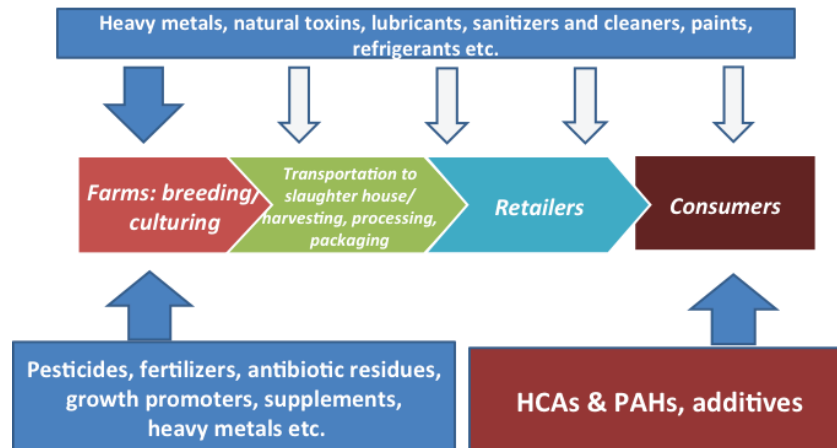 Heavy metals, natural toxins, lubricants, sanitizers and cleaners, paints,
refrigerants etc.
Farms: breeding/
culturing
Transportation to
slaughter house/
harvesting, processing,
packaging
Retailers
Consumers
Pesticides, fertilizers, antibiotic residues,
growth promoters, supplements,
heavy metals etc.
HCAs & PAHs, additives